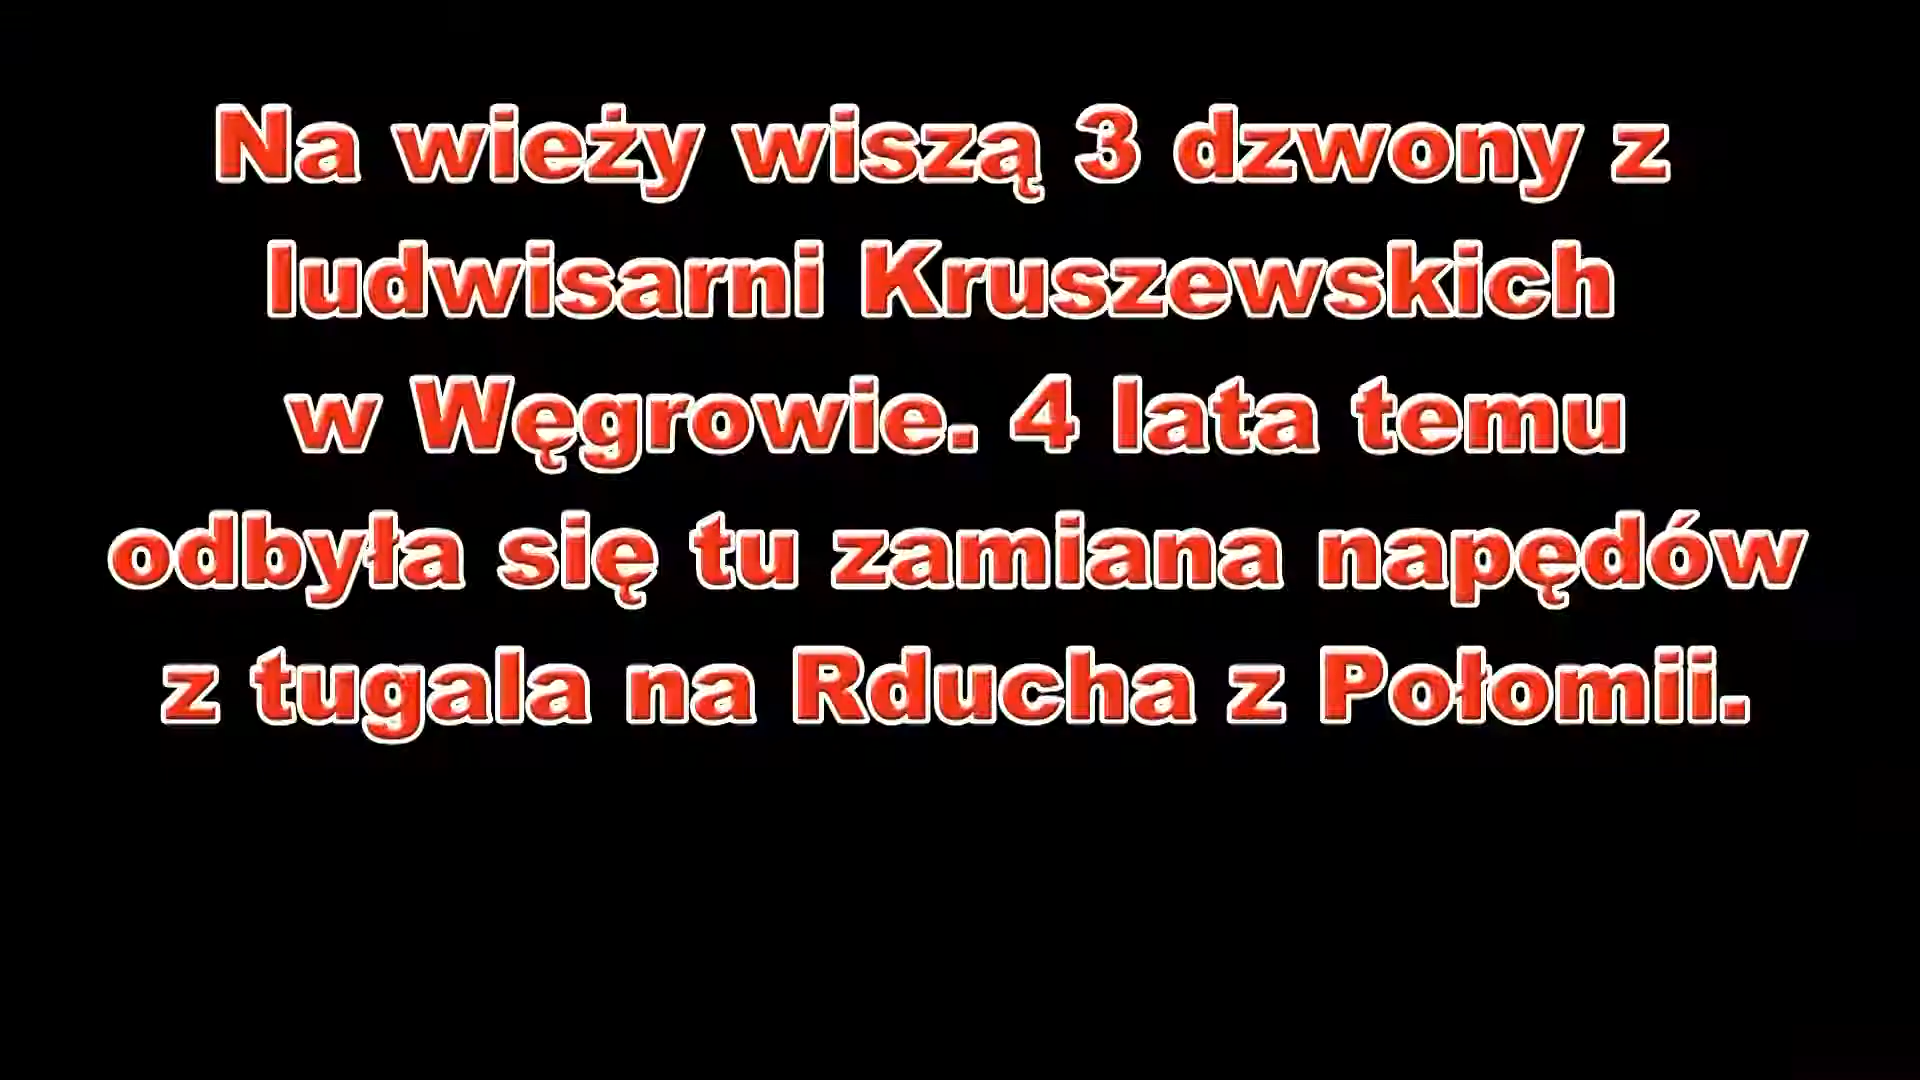 Na wieży wiszą 3 dzwony z
ludwisarni Kruszewskich
w Węgrowie. 4 lata temu
odbyła się tu zamiana napędów
z tugala na Rducha z Połomii.